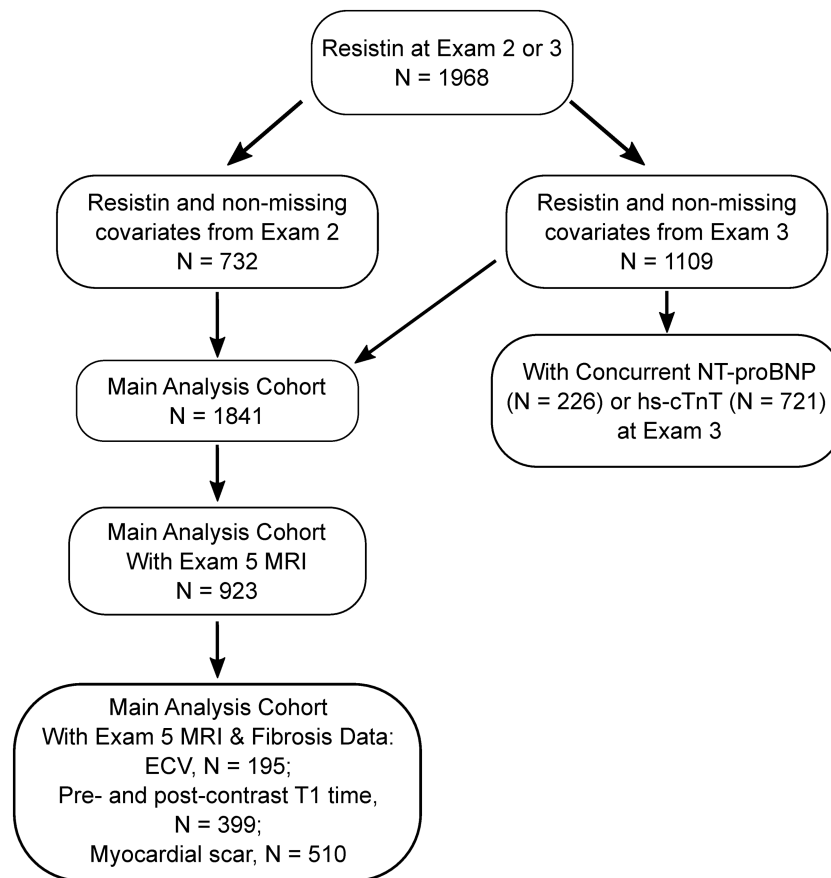 Resistin at Exam 2 or 3
N = 1968
Resistin and non-missing
covariates from Exam 2
N = 732
Resistin and non-missing
covariates from Exam 3
N = 1109
Main Analysis Cohort
N = 1841
With Concurrent NT-proBNP
(N = 226) or hs-cTnT (N = 721)
at Exam 3
Main Analysis Cohort
With Exam 5 MRI
N = 923
Main Analysis Cohort
With Exam 5 MRI & Fibrosis Data:
ECV, N = 195;
Pre- and post-contrast T1 time,
N = 399;
Myocardial scar, N = 510